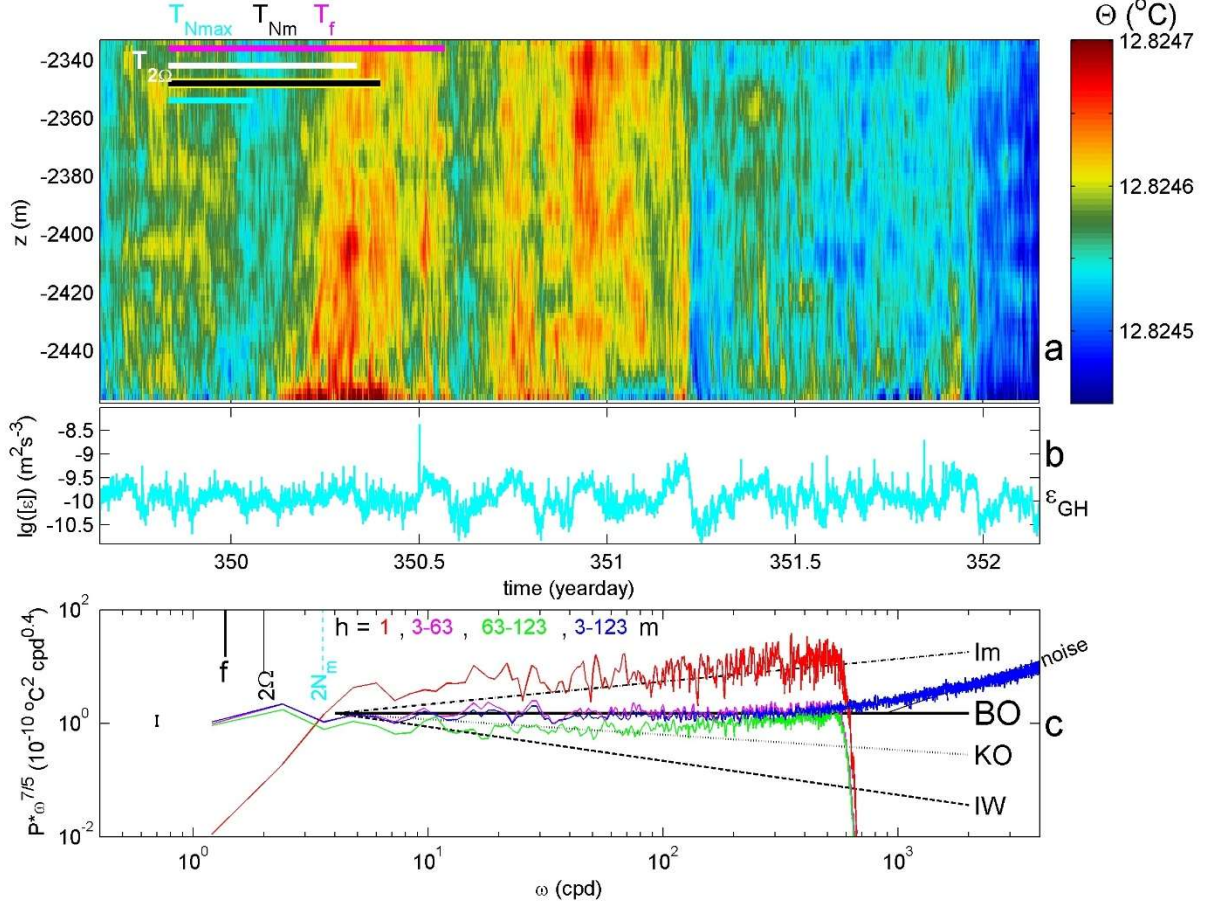 T_Nmax T_Nm T_f Θ (°C)
12.8247
T_2Ω
-2340
-2360
-2380
12.8246
-2400
-2420
12.8245
-2440
z (m)
a
-8.5
-9
-9.5
-10
-10.5
lg(|ε|) (m²s⁻³)
b
ε_GH
350 350.5 351 351.5 352
time (yearday)
10²
h = 1 , 3-63, 63-123, 3-123 m
Im
noise
f
2Ω
2N_m
10⁰
I
BO
c
KO
IW
10⁻²
P*ω^7/5 (10⁻¹⁰ °C² cpd^0.4)
10⁰ 10¹ 10² 10³
ω (cpd)